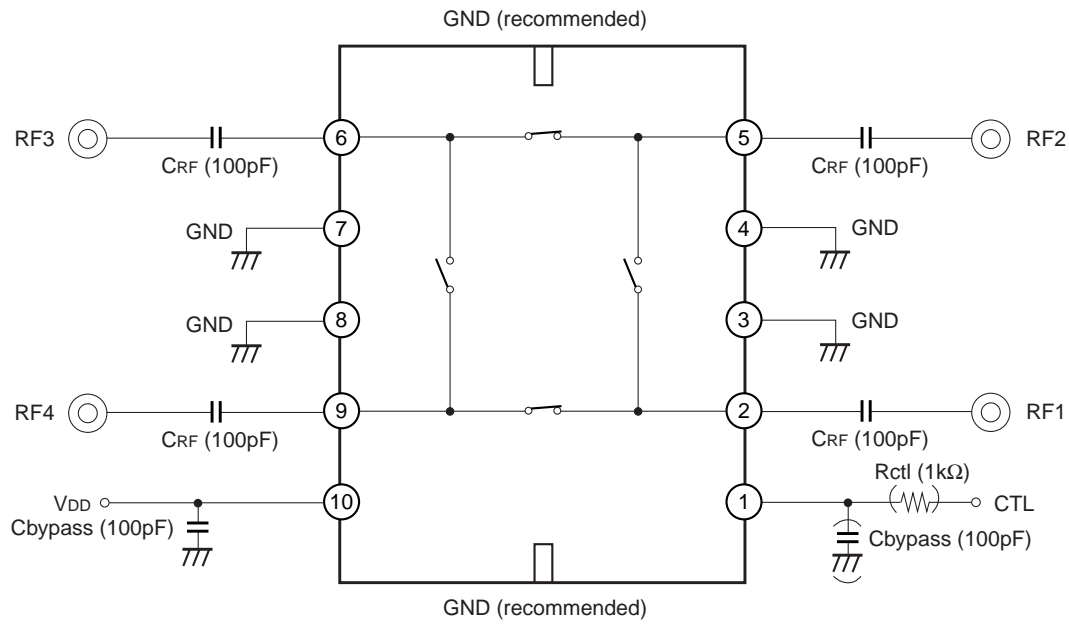 GND (recommended)
RF3
6
5
RF2
CRF (100pF)
CRF (100pF)
GND
7
4
GND
GND
8
3
GND
RF4
9
2
RF1
CRF (100pF)
CRF (100pF)
Rctl (1kΩ)
VDD
10
1
CTL
Cbypass (100pF)
Cbypass (100pF)
GND (recommended)